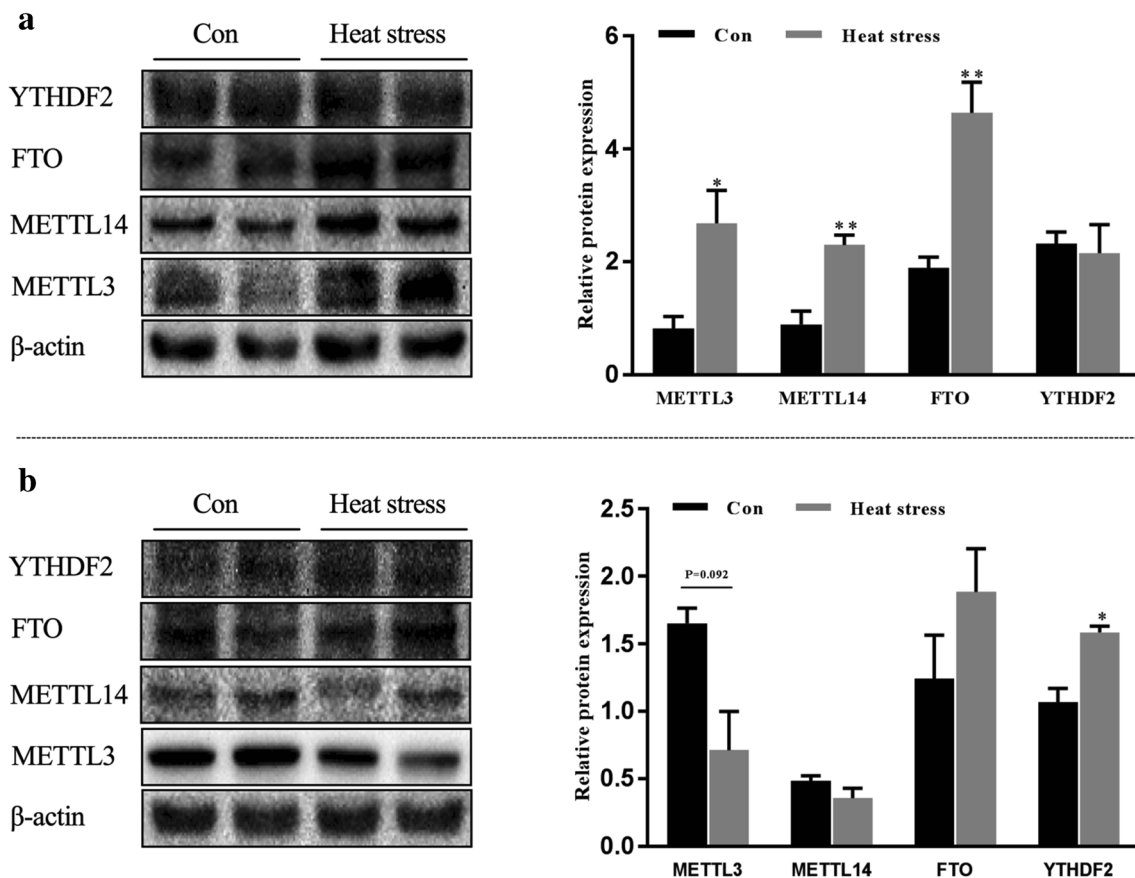 a
Con Heat stress
YTHDF2
FTO
METTL14
METTL3
β-actin
Con Heat stress
Relative protein expression
6
4
2
0
*
**
**
METTL3 METTL14 FTO YTHDF2
b
Con Heat stress
YTHDF2
FTO
METTL14
METTL3
β-actin
Con Heat stress
Relative protein expression
2.5
2.0
1.5
1.0
0.5
0.0
P=0.092
*
METTL3 METTL14 FTO YTHDF2